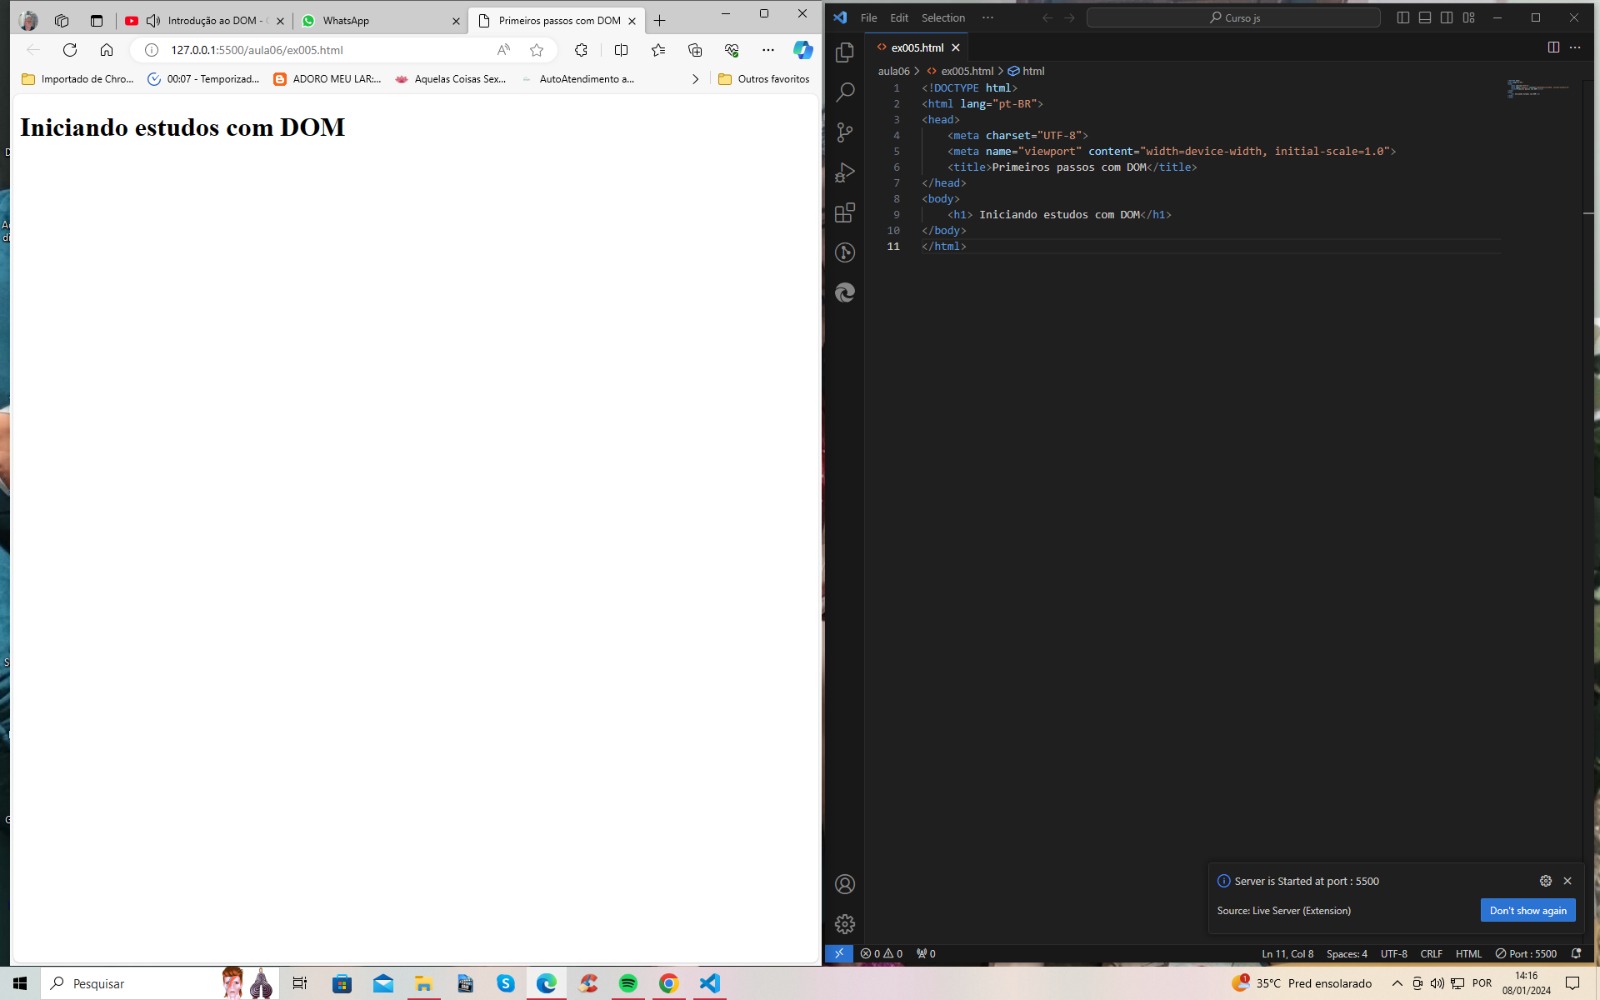 Introdução ao DOM -
WhatsApp
Primeiros passos com DOM
127.0.0.1:5500/aula06/ex005.html
Importado de Chro...
00:07 - Temporizad...
ADORO MEU LAR:...
Aquelas Coisas Sex...
AutoAtendimento a...
Outros favoritos
Iniciando estudos com DOM
File Edit Selection ...
Curso js
ex005.html
aula06 > ex005.html > html
1 <!DOCTYPE html>
2 <html lang="pt-BR">
3 <head>
4 <meta charset="UTF-8">
5 <meta name="viewport" content="width=device-width, initial-scale=1.0">
6 <title>Primeiros passos com DOM</title>
7 </head>
8 <body>
9 <h1> Iniciando estudos com DOM</h1>
10 </body>
11 </html>
Server is Started at port : 5500
Source: Live Server (Extension)
Don't show again
0 0 0
Ln 11, Col 8 Spaces: 4 UTF-8 CRLF HTML Port : 5500
Pesquisar
1 35°C Pred ensolarado
POR
14:16
08/01/2024